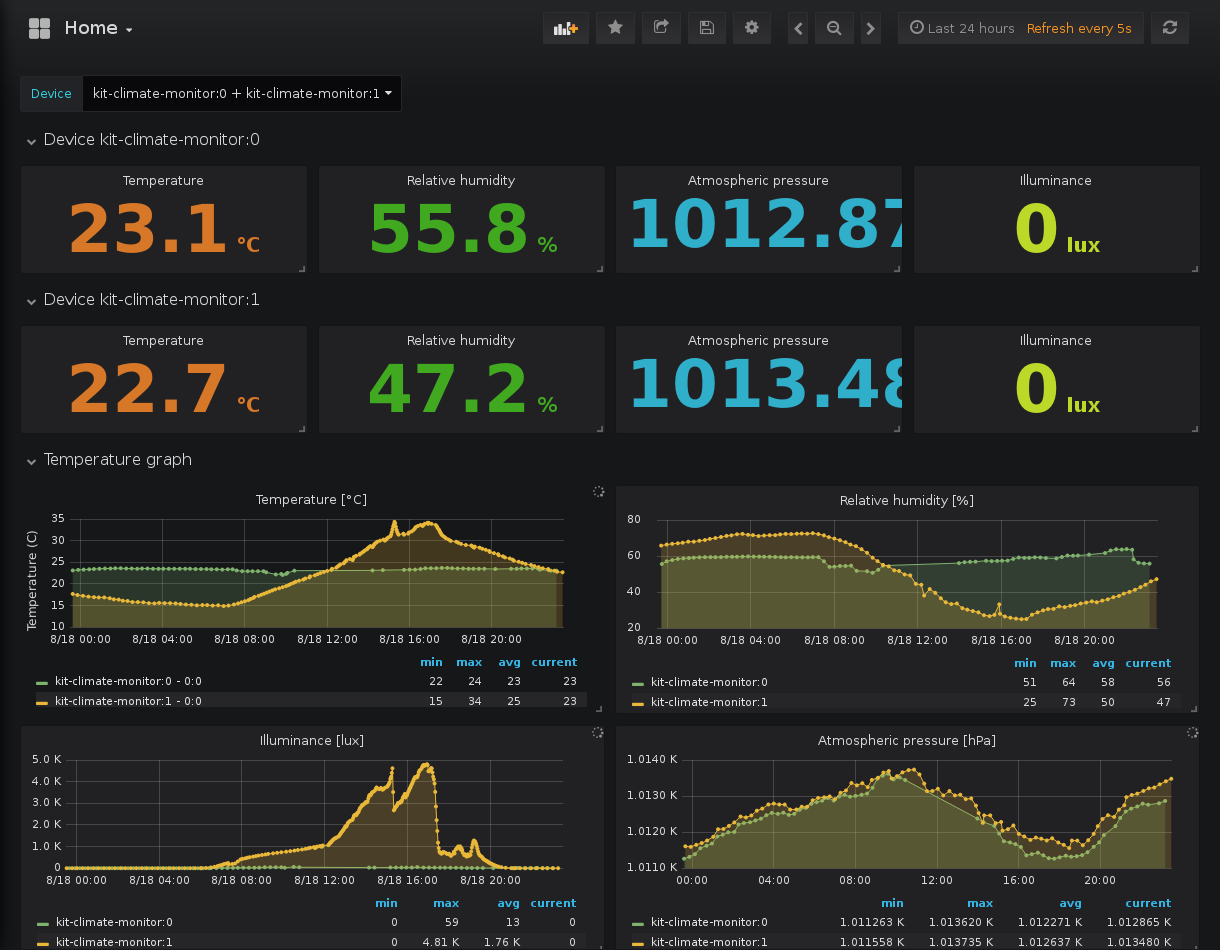 Home
Last 24 hours Refresh every 5s
Device kit-climate-monitor:0 + kit-climate-monitor:1
Device kit-climate-monitor:0
Temperature Relative humidity Atmospheric pressure Illuminance
23.1 °C 55.8 % 1012.87 0 lux
Device kit-climate-monitor:1
Temperature Relative humidity Atmospheric pressure Illuminance
22.7 °C 47.2 % 1013.48 0 lux
Temperature graph
Temperature [°C]
Temperature (C)
35
30
25
20
15
10
8/18 00:00 8/18 04:00 8/18 08:00 8/18 12:00 8/18 16:00 8/18 20:00
min max avg current
kit-climate-monitor:0 - 0:0 22 24 23 23
kit-climate-monitor:1 - 0:0 15 34 25 23
Relative humidity [%]
80
60
40
20
8/18 00:00 8/18 04:00 8/18 08:00 8/18 12:00 8/18 16:00 8/18 20:00
min max avg current
kit-climate-monitor:0 51 64 58 56
kit-climate-monitor:1 25 73 50 47
Illuminance [lux]
5.0 K
4.0 K
3.0 K
2.0 K
1.0 K
0
8/18 00:00 8/18 04:00 8/18 08:00 8/18 12:00 8/18 16:00 8/18 20:00
min max avg current
kit-climate-monitor:0 0 59 13 0
kit-climate-monitor:1 0 4.81 K 1.76 K 0
Atmospheric pressure [hPa]
1.0140 K
1.0130 K
1.0120 K
1.0110 K
00:00 04:00 08:00 12:00 16:00 20:00
min max avg current
kit-climate-monitor:0 1.011263 K 1.013620 K 1.012271 K 1.012865 K
kit-climate-monitor:1 1.011558 K 1.013735 K 1.012637 K 1.013480 K